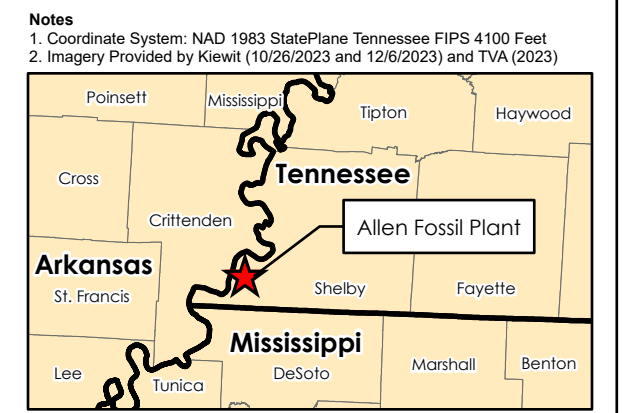 Notes
1. Coordinate System: NAD 1983 StatePlane Tennessee FIPS 4100 Feet
2. Imagery Provided by Kiewit (10/26/2023 and 12/6/2023) and TVA (2023)
Poinsett
Mississippi
Tipton
Haywood
Cross
Tennessee
Crittenden
Allen Fossil Plant
Arkansas
St. Francis
Shelby
Fayette
Mississippi
Lee
Tunica
DeSoto
Marshall
Benton